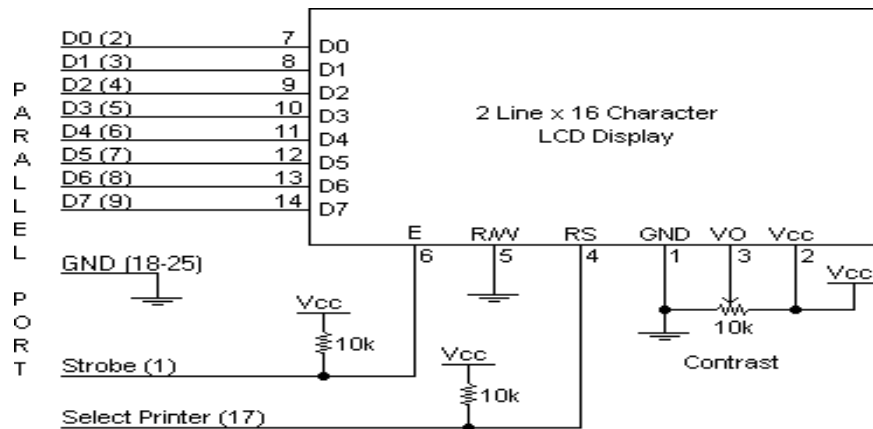 PARALLEL PORT
D0 (2) 7 D0
D1 (3) 8 D1
D2 (4) 9 D2
D3 (5) 10 D3
D4 (6) 11 D4
D5 (7) 12 D5
D6 (8) 13 D6
D7 (9) 14 D7
2 Line x 16 Character
LCD Display
E R/W RS GND VO Vcc
6 5 4 1 3 2
GND (18-25)
Vcc
Vcc
10k
10k
Contrast
Strobe (1)
Vcc
10k
Select Printer (17)